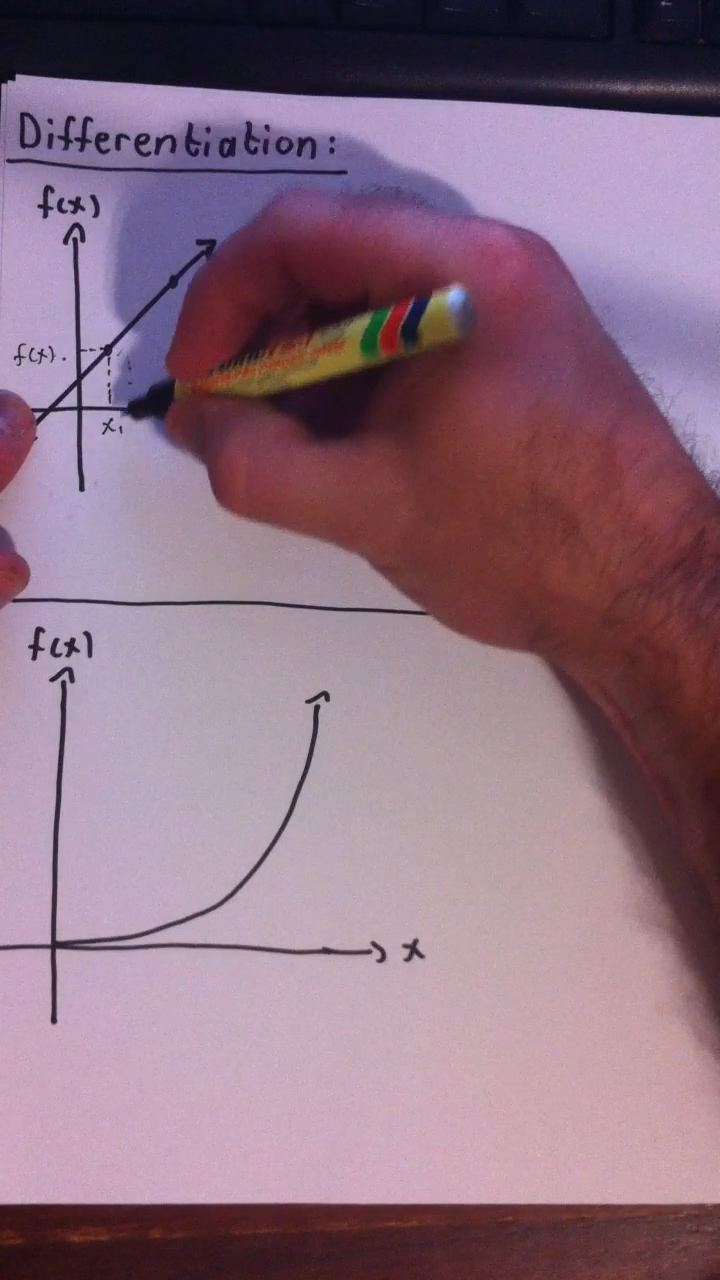 Differentiation:
f(x)
f(x).
x₁
f(x)
x